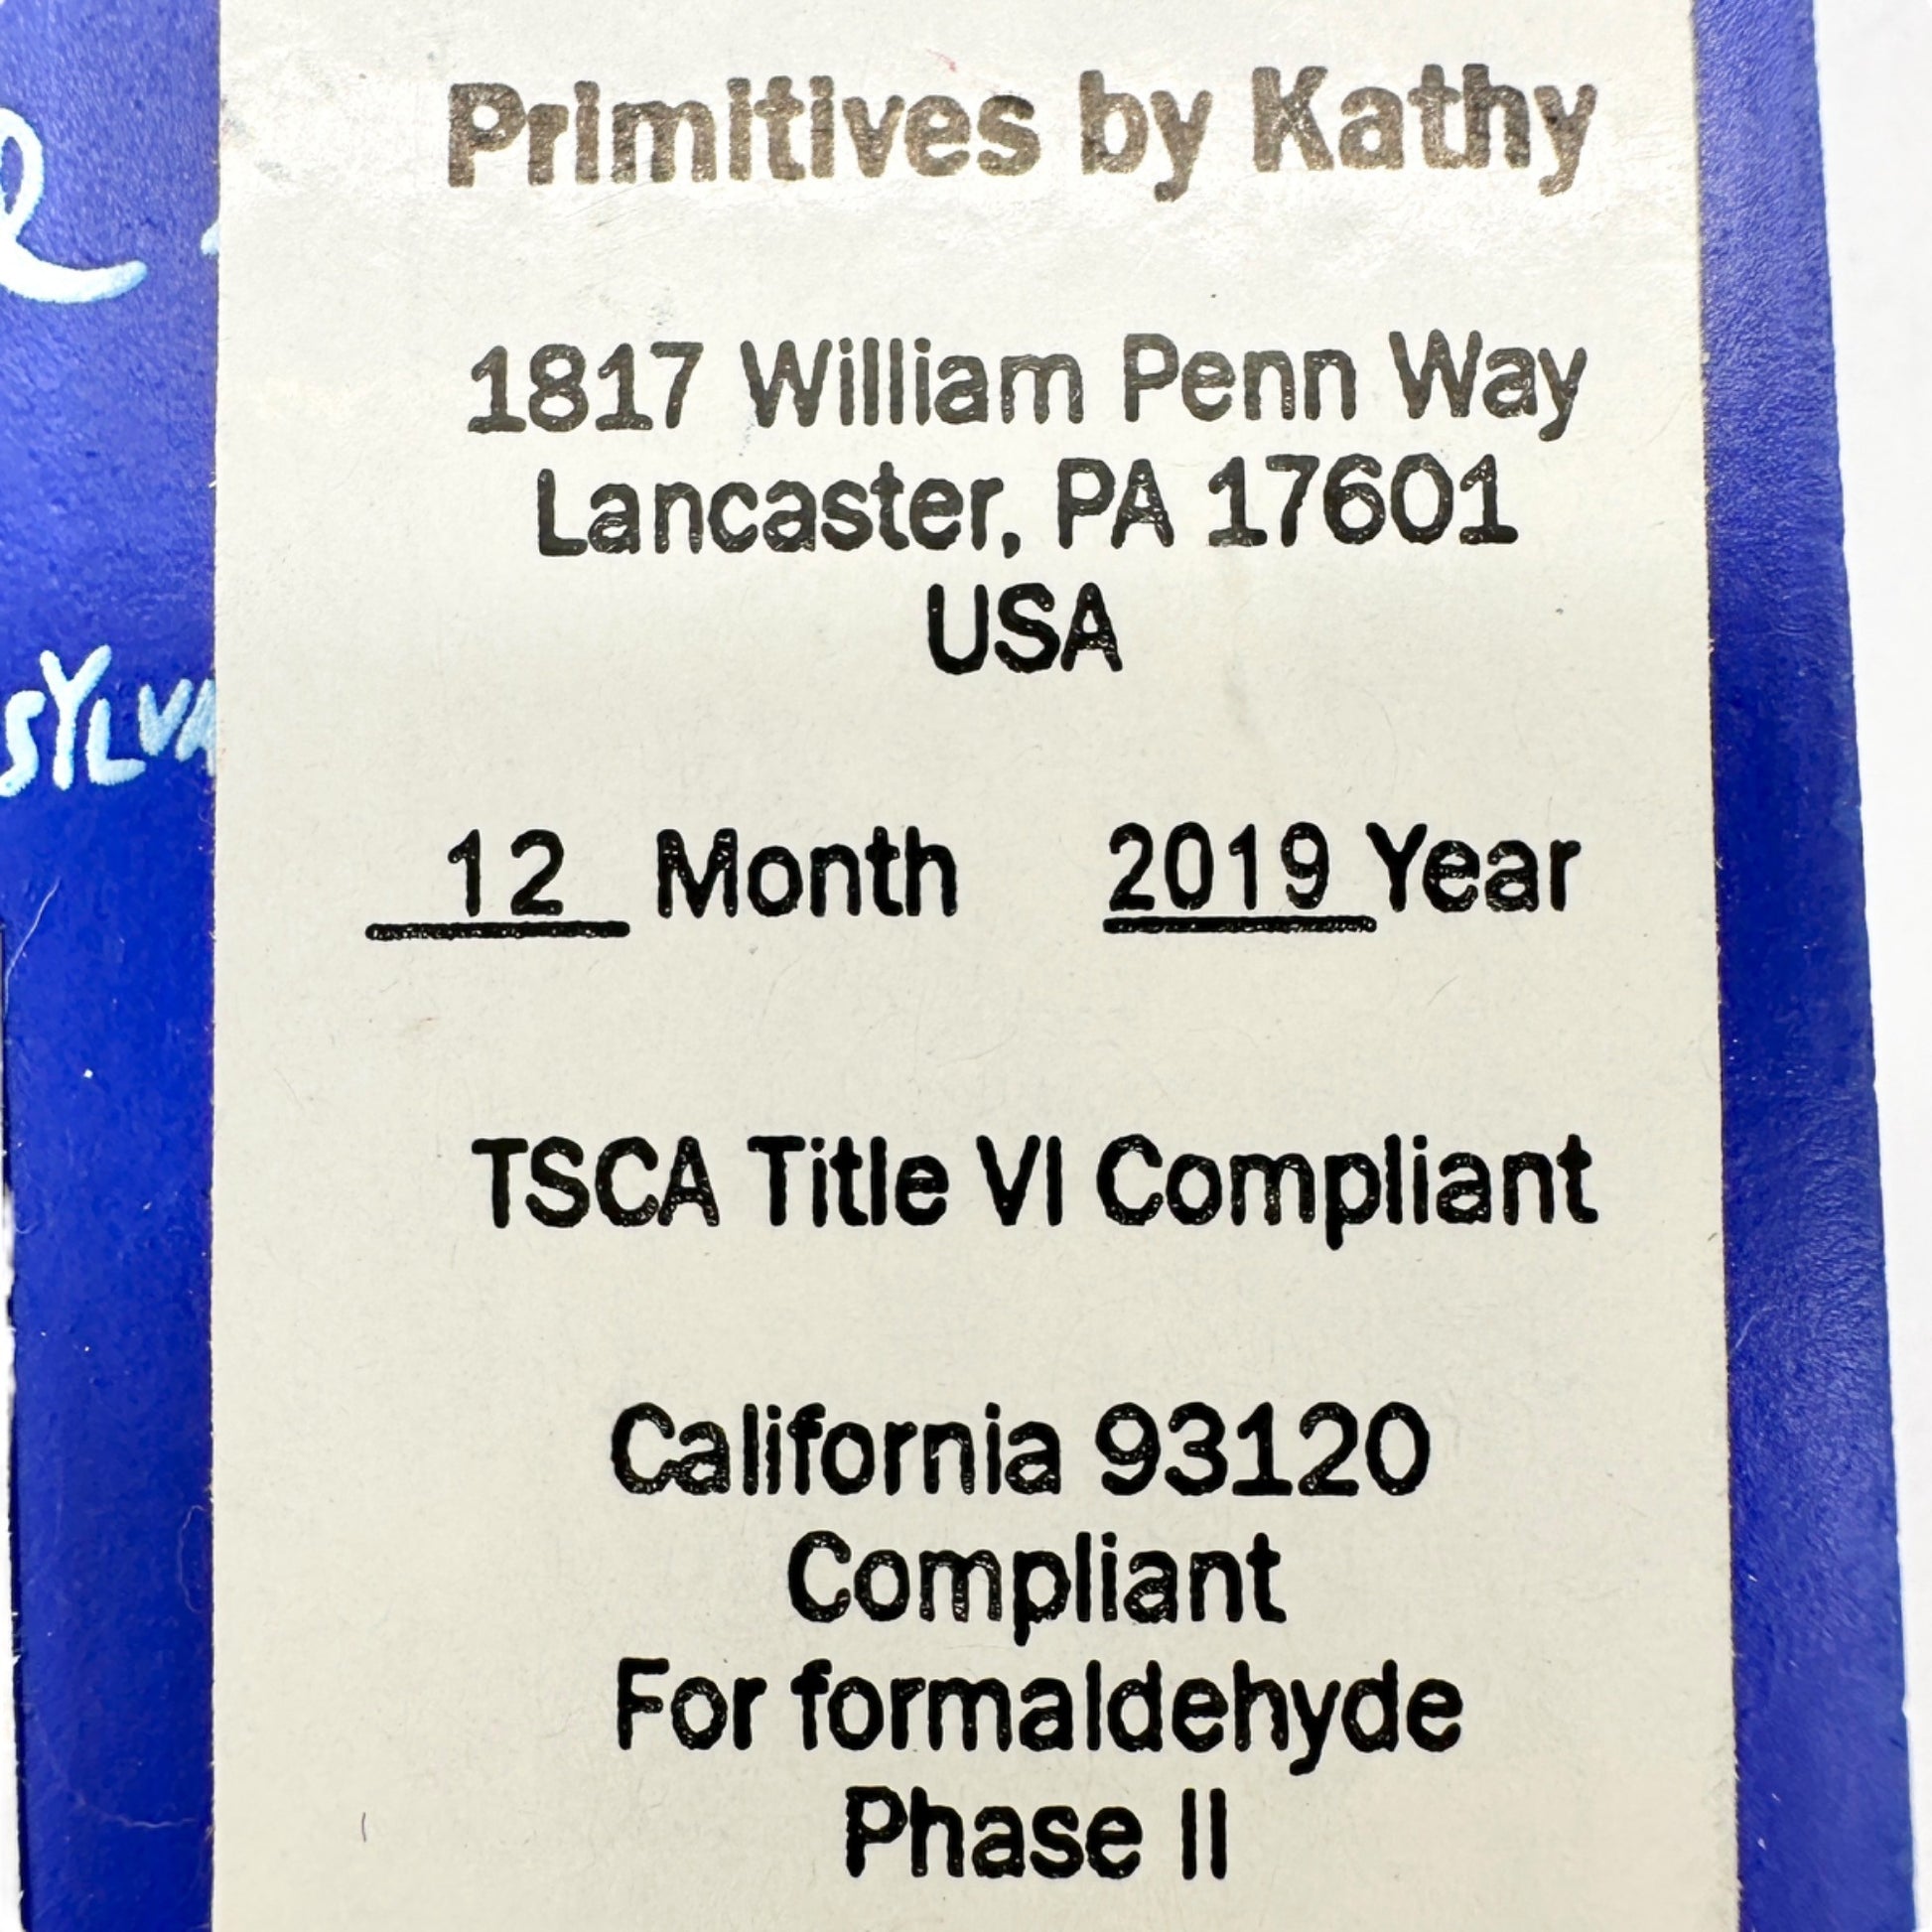 Primitives by Kathy
1817 William Penn Way
Lancaster, PA 17601
USA
12 Month 2019 Year
TSCA Title VI Compliant
California 93120
Compliant
For formaldehyde
Phase II